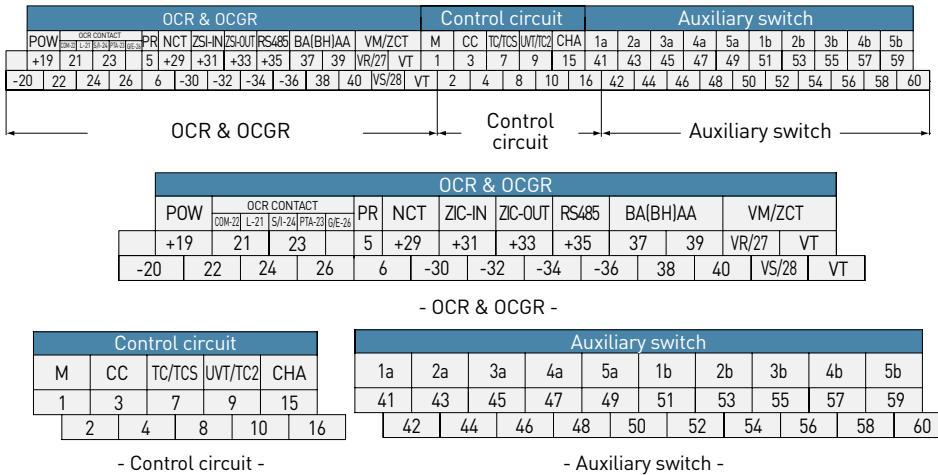 OCR & OCGR Control circuit Auxiliary switch
POW OCR CONTACT PR NCT ZSI-IN ZSI-OUT RS485 BA(BH)AA VM/ZCT M CC TC/TCS UVT/TC2 CHA 1a 2a 3a 4a 5a 1b 2b 3b 4b 5b
COM-22 L-21 S/I-24 PTA-23 G/E-26
+19 21 23 5 +29 +31 +33 +35 37 39 VR/27 VT 1 3 7 9 15 41 43 45 47 49 51 53 55 57 59
-20 22 24 26 6 -30 -32 -34 -36 38 40 VS/28 VT 2 4 8 10 16 42 44 46 48 50 52 54 56 58 60
OCR & OCGR Control circuit Auxiliary switch
OCR & OCGR
POW OCR CONTACT PR NCT ZIC-IN ZIC-OUT RS485 BA(BH)AA VM/ZCT
COM-22 L-21 S/I-24 PTA-23 G/E-26
+19 21 23 5 +29 +31 +33 +35 37 39 VR/27 VT
-20 22 24 26 6 -30 -32 -34 -36 38 40 VS/28 VT
- OCR & OCGR -
Control circuit
M CC TC/TCS UVT/TC2 CHA
1 3 7 9 15
2 4 8 10 16
- Control circuit -
Auxiliary switch
1a 2a 3a 4a 5a 1b 2b 3b 4b 5b
41 43 45 47 49 51 53 55 57 59
42 44 46 48 50 52 54 56 58 60
- Auxiliary switch -